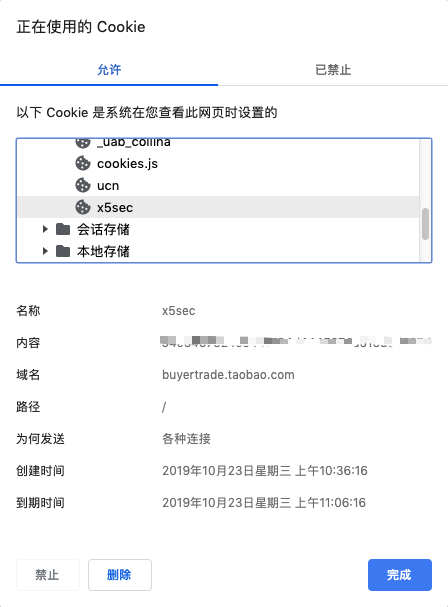 正在使用的 Cookie
允许 已禁止
以下 Cookie 是系统在您查看此网页时设置的
_uab_collina
cookies.js
ucn
x5sec
会话存储
本地存储
名称 x5sec
内容
域名 buyertrade.taobao.com
路径 /
为何发送 各种连接
创建时间 2019年10月23日星期三 上午10:36:16
到期时间 2019年10月23日星期三 上午11:06:16
禁止 删除 完成